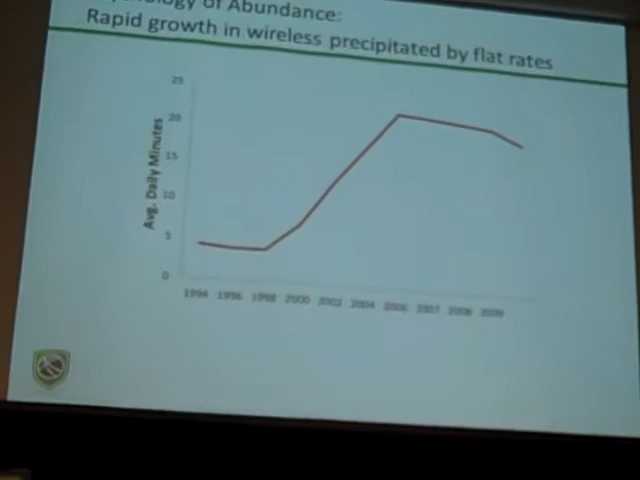 of Abundance:
Rapid growth in wireless precipitated by flat rates
25
20
15
10
5
0
Avg. Daily Minutes
1994 1996 1998 2000 2002 2004 2006 2007 2008 2009